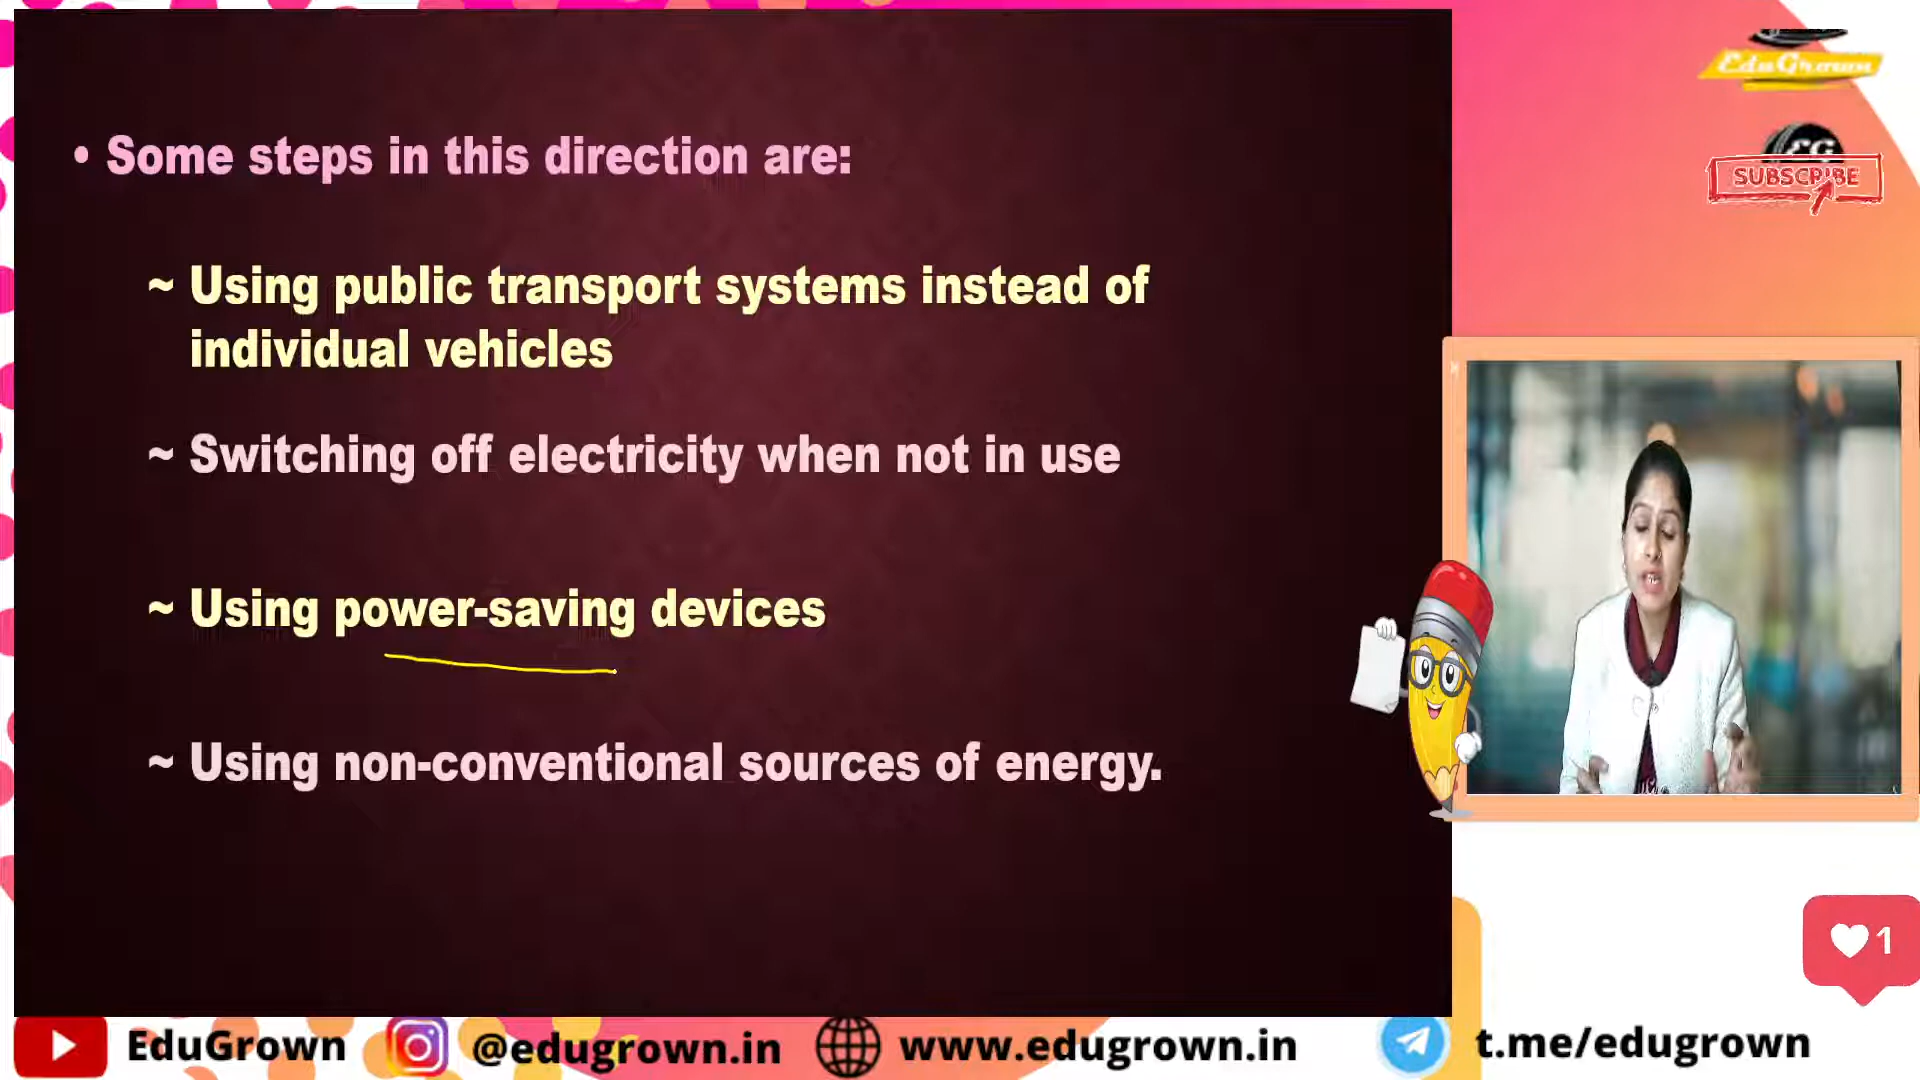 EduGrown
EG
SUBSCRIBE
• Some steps in this direction are:
~ Using public transport systems instead of
individual vehicles
~ Switching off electricity when not in use
~ Using power-saving devices
~ Using non-conventional sources of energy.
1
EduGrown
@edugrown.in
www.edugrown.in
t.me/edugrown